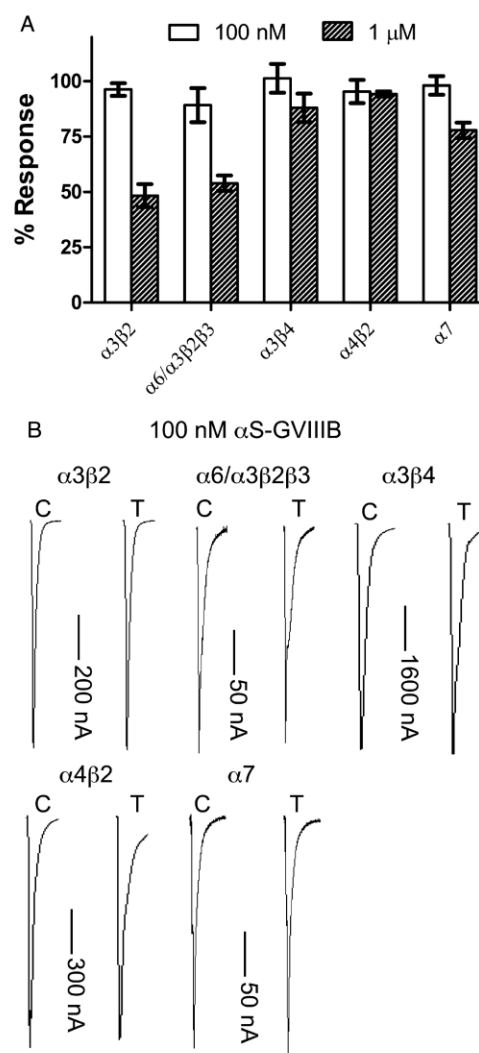 A
100 nM 1 μM
% Response
100
75
50
25
0
α3β2
α6/α3β2β3
α3β4
α4β2
α7
B 100 nM αS-GVIIIB
α3β2 α6/α3β2β3 α3β4
C T C T C T
200 nA 50 nA 1600 nA
α4β2 α7
C T C T
300 nA 50 nA